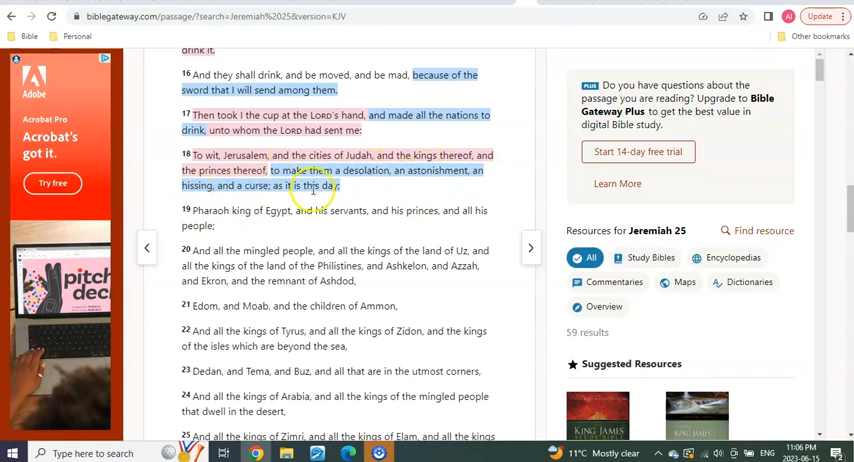 biblegateway.com/passage/?search=Jeremiah%2025&version=KJV
AI
Update
Bible
Personal
Other bookmarks
Adobe
Acrobat Pro
Acrobat's
got it.
Try free
pitch
deck
drink it.
16 And they shall drink, and be moved, and be mad, because of the
sword that I will send among them.
17 Then took I the cup at the LORD's hand, and made all the nations to
drink, unto whom the LORD had sent me:
18 To wit, Jerusalem, and the cities of Judah, and the kings thereof, and
the princes thereof, to make them a desolation, an astonishment, an
hissing, and a curse; as it is this day;
19 Pharaoh king of Egypt, and his servants, and his princes, and all his
people;
20 And all the mingled people, and all the kings of the land of Uz, and
all the kings of the land of the Philistines, and Ashkelon, and Azzah,
and Ekron, and the remnant of Ashdod,
21 Edom, and Moab, and the children of Ammon,
22 And all the kings of Tyrus, and all the kings of Zidon, and the kings
of the isles which are beyond the sea,
23 Dedan, and Tema, and Buz, and all that are in the utmost corners,
24 And all the kings of Arabia, and all the kings of the mingled people
that dwell in the desert,
25 And all the kings of Zimri, and all the kings of Elam, and all the kings
PLUS Do you have questions about the
passage you are reading? Upgrade to Bible
Gateway Plus to get the best value in
digital Bible study.
Start 14-day free trial
Learn More
Resources for Jeremiah 25
Find resource
All
Study Bibles
Encyclopedias
Commentaries
Maps
Dictionaries
Overview
59 results
Suggested Resources
KING JAMES
STUDY BIBLE
KING JAMES
Type here to search
11°C Mostly clear
ENG
11:06 PM
2023-06-15
2